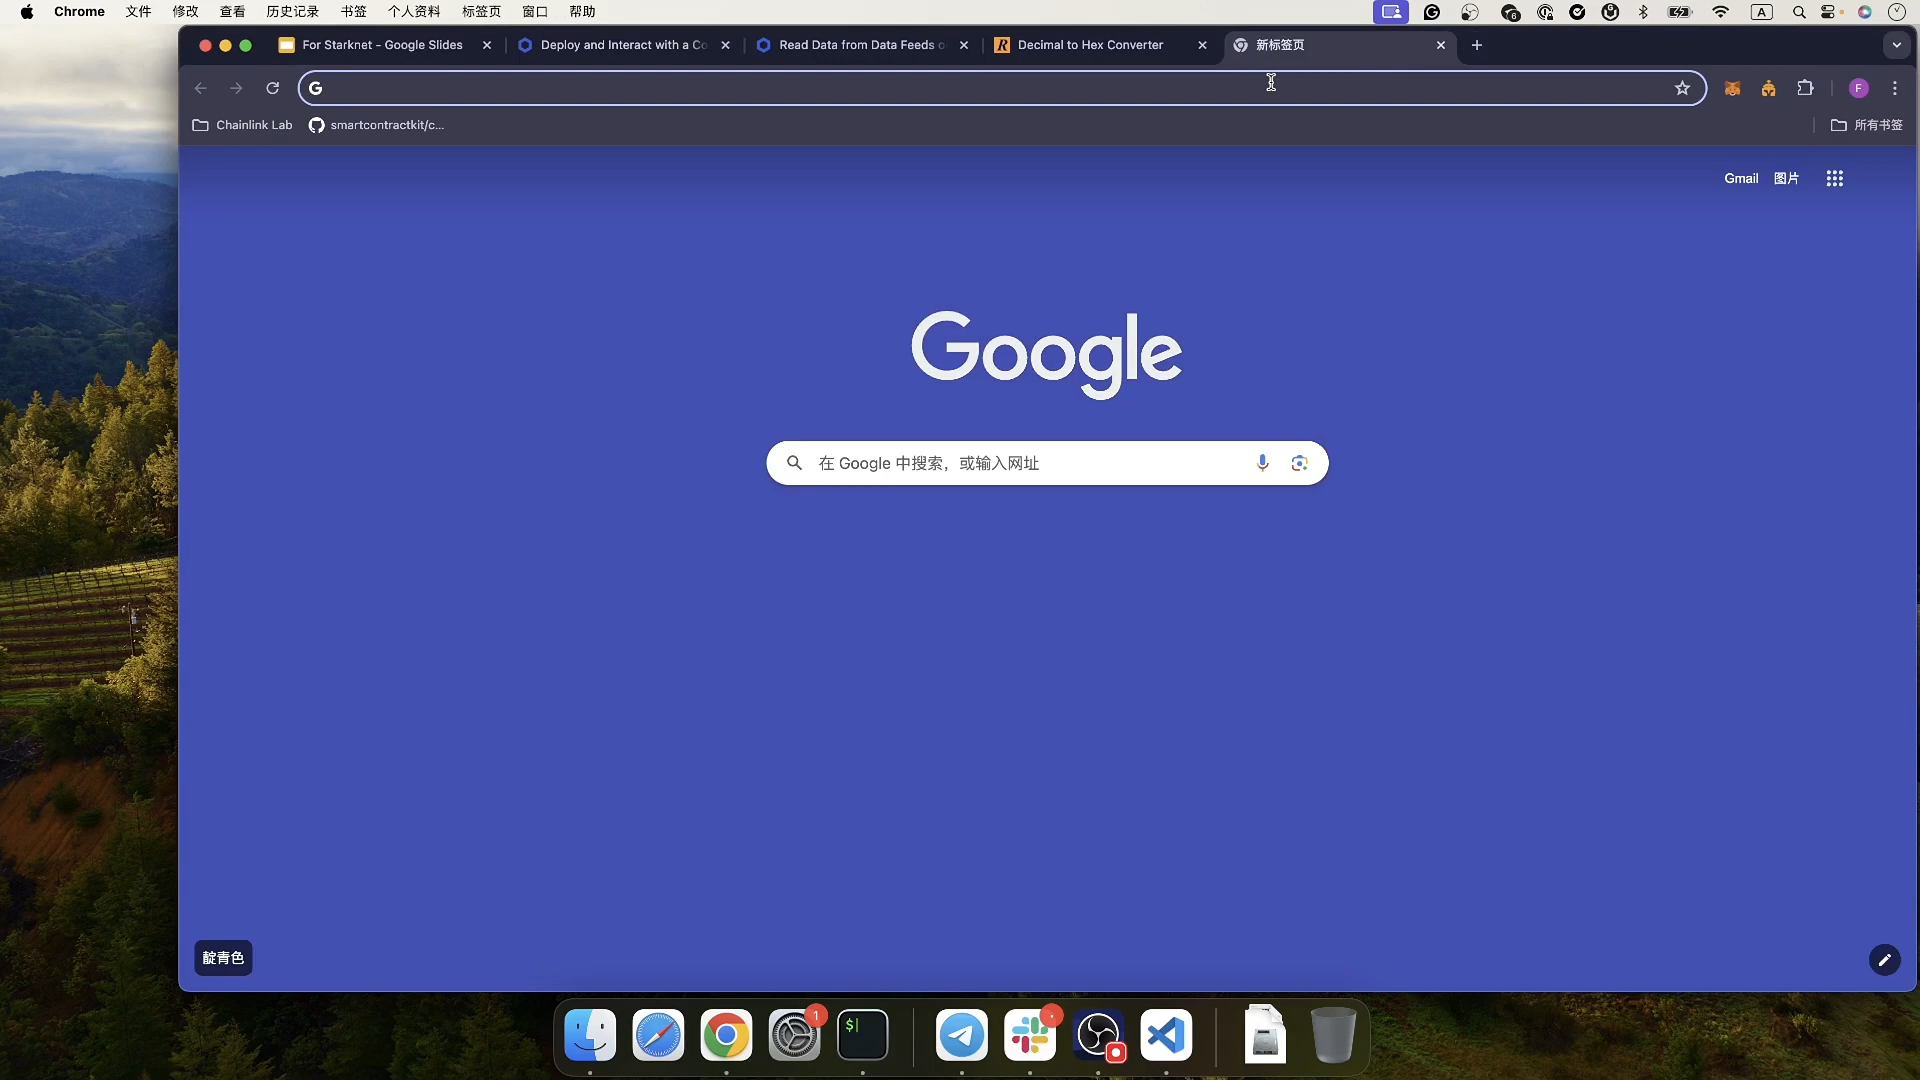 Chrome 文件 修改 查看 历史记录 书签 个人资料 标签页 窗口 帮助 6 A
For Starknet - Google Slides Deploy and Interact with a Co Read Data from Data Feeds o R Decimal to Hex Converter 新标签页
G F
Chainlink Lab smartcontractkit/c... 所有书签
Gmail 图片
Google
在 Google 中搜索，或输入网址
靛青色
1
$